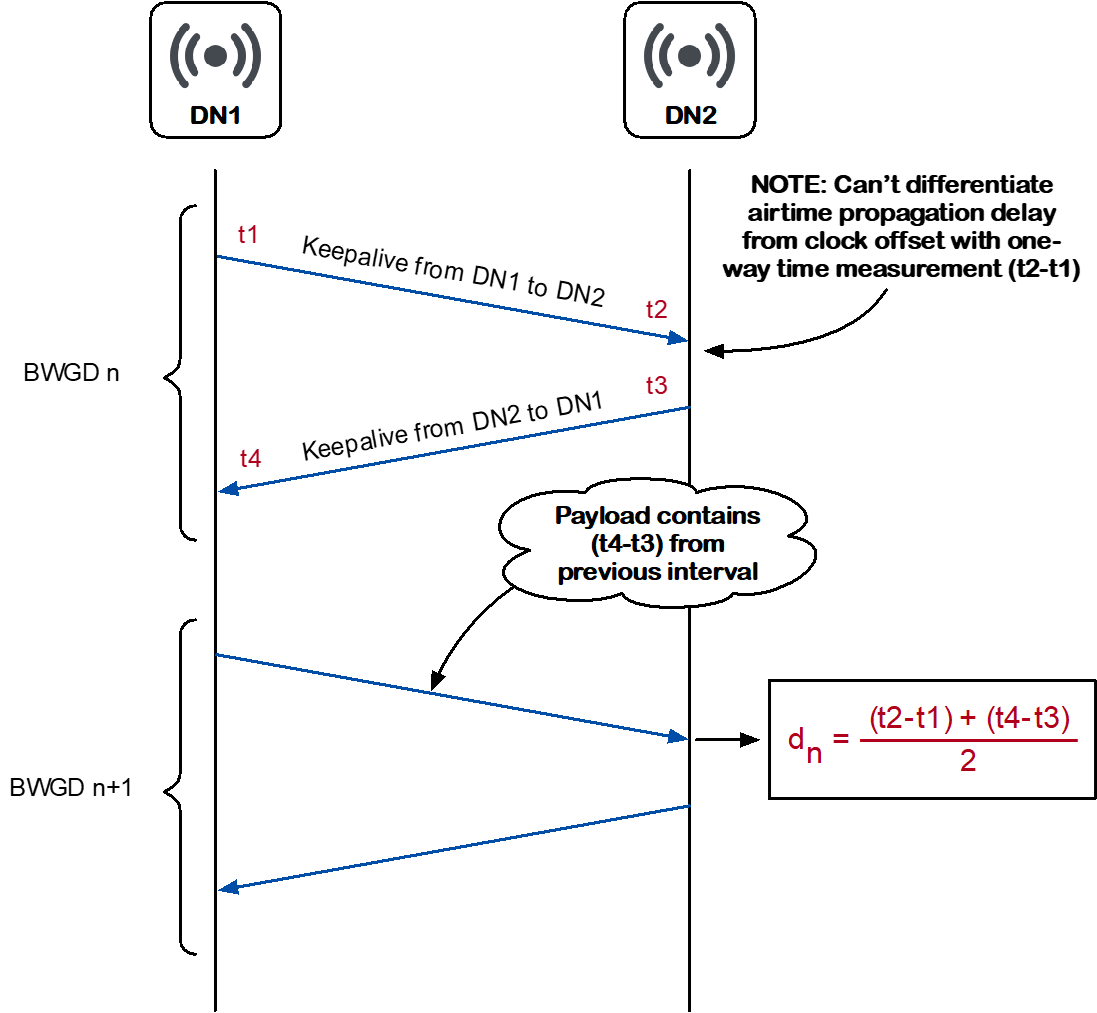 DN1
DN2
NOTE: Can't differentiate
airtime propagation delay
from clock offset with one-
way time measurement (t2-t1)
t1
Keepalive from DN1 to DN2
t2
BWGD n
t3
Keepalive from DN2 to DN1
t4
Payload contains
(t4-t3) from
previous interval
BWGD n+1
dn = (t2-t1) + (t4-t3)
2